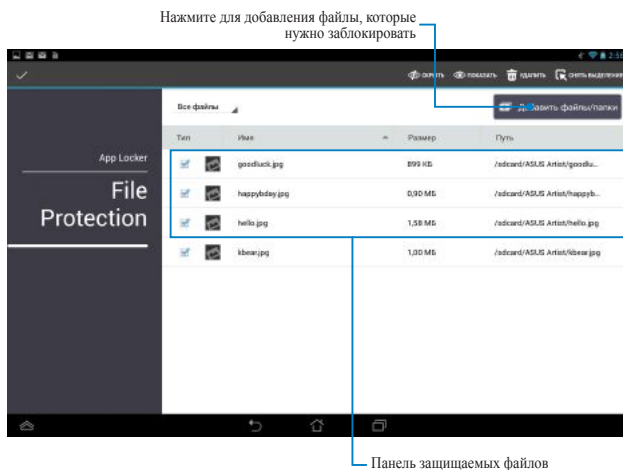 Нажмите для добавления файлы, которые
нужно заблокировать
2:55
СКРЫТЬ ПОКАЗАТЬ УДАЛИТЬ СНЯТЬ ВЫДЕЛЕНИЕ
Все файлы Добавить файлы/папки
Тип Имя Размер Путь
App Locker
File
Protection
goodluck.jpg 899 КБ /sdcard/ASUS Artist/goodlu...
happybday.jpg 0,90 МБ /sdcard/ASUS Artist/happyb...
hello.jpg 1,58 МБ /sdcard/ASUS Artist/hello.jpg
kbear.jpg 1,00 МБ /sdcard/ASUS Artist/kbear.jpg
Панель защищаемых файлов